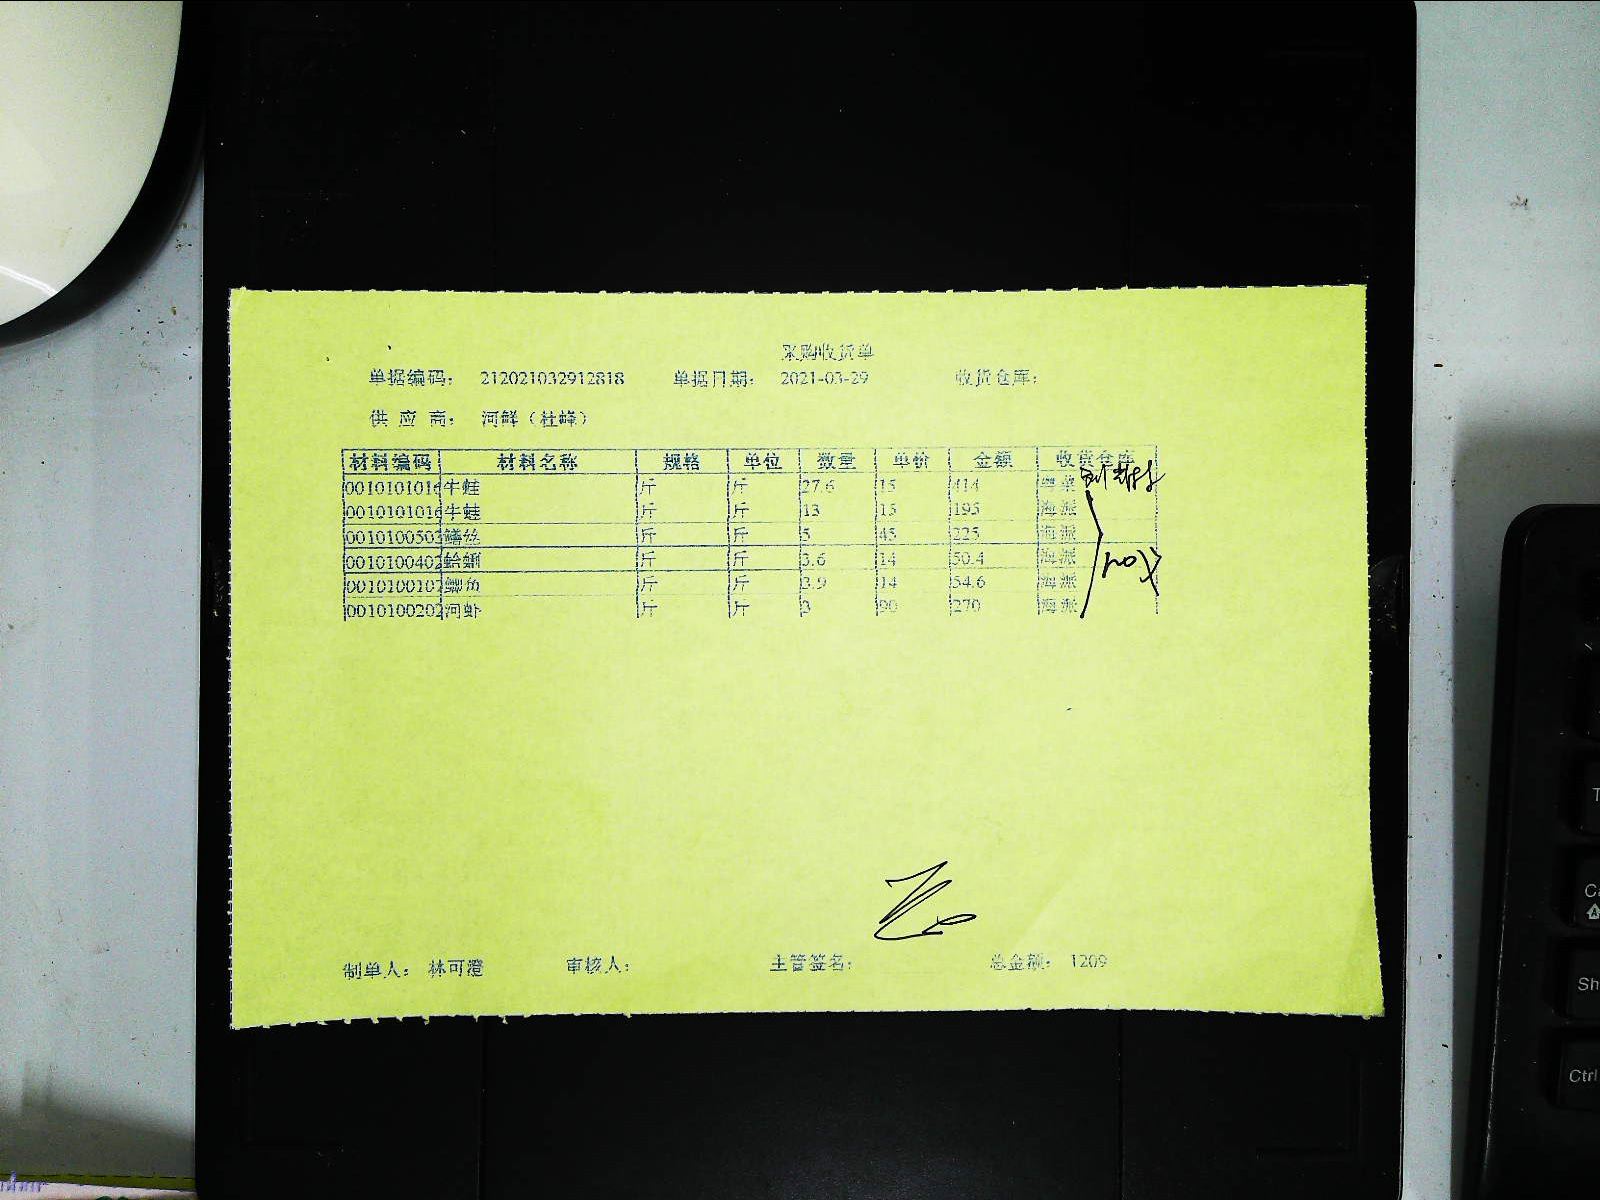 采购收货单
单据编码： 212021032912818 单据日期： 2021-03-29 收货仓库：
供 应 商： 河鲜（杜峰）
材料编码 材料名称 规格 单位 数量 单价 金额 收货仓库
0010101016 牛蛙 斤 斤 27.6 15 414 粤菜
0010101016 牛蛙 斤 斤 13 15 195 海派
0010100503 鳝丝 斤 斤 5 45 225 海派
0010100402 蛤蜊 斤 斤 3.6 14 50.4 海派
0010100107 鲫鱼 斤 斤 3.9 14 54.6 海派
0010100202 河虾 斤 斤 3 90 270 海派
制单人： 林可澄 审核人： 主管签名： 总金额： 1209
Ctrl